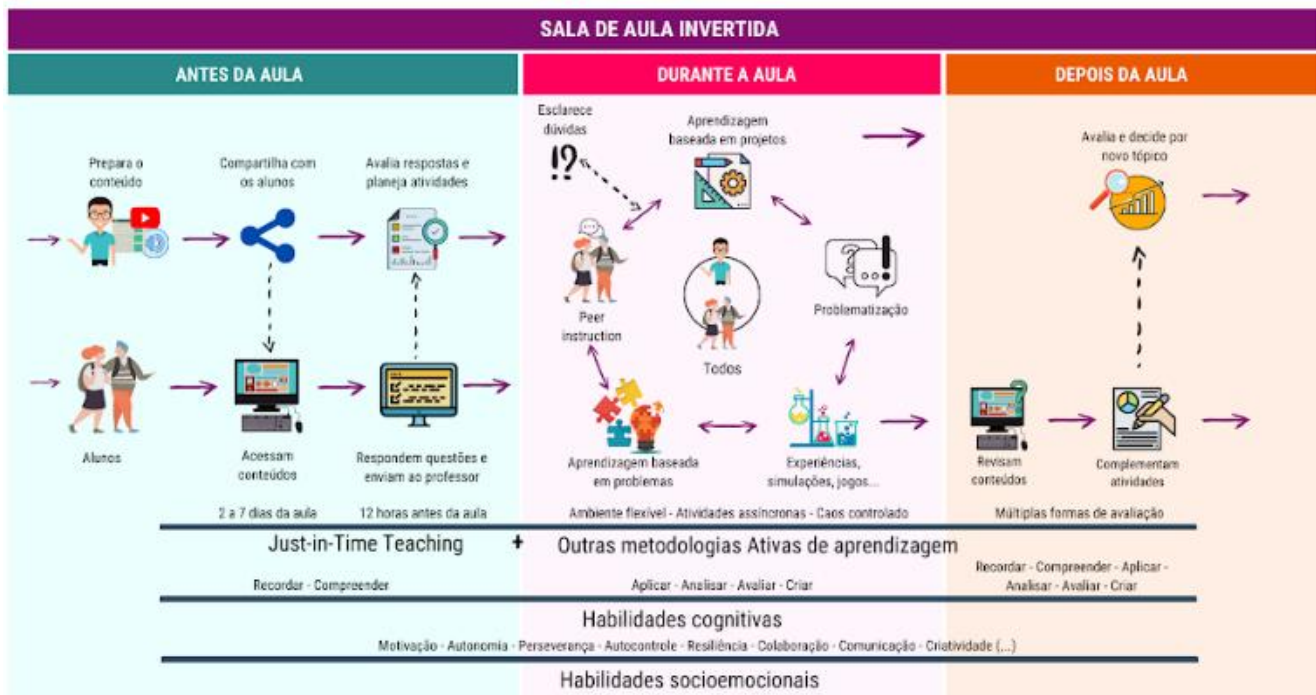 SALA DE AULA INVERTIDA
ANTES DA AULA
Prepara o
conteúdo
Compartilha com
os alunos
Avalia respostas e
planeja atividades
Alunos
Acessam
conteúdos
Respondem questões e
enviam ao professor
2 a 7 dias da aula
12 horas antes da aula
DURANTE A AULA
Esclarece
dúvidas
!?
Aprendizagem
baseada em projetos
Peer
instruction
Todos
Problematização
Aprendizagem baseada
em problemas
Experiências,
simulações, jogos...
Ambiente flexível - Atividades assíncronas - Caos controlado
DEPOIS DA AULA
Avalia e decide por
novo tópico
Revisam
conteúdos
Complementam
atividades
Múltiplas formas de avaliação
Just-in-Time Teaching + Outras metodologias Ativas de aprendizagem
Recordar - Compreender
Aplicar - Analisar - Avaliar - Criar
Recordar - Compreender - Aplicar -
Analisar - Avaliar - Criar
Habilidades cognitivas
Motivação - Autonomia - Perseverança - Autocontrole - Resiliência - Colaboração - Comunicação - Criatividade (...)
Habilidades socioemocionais